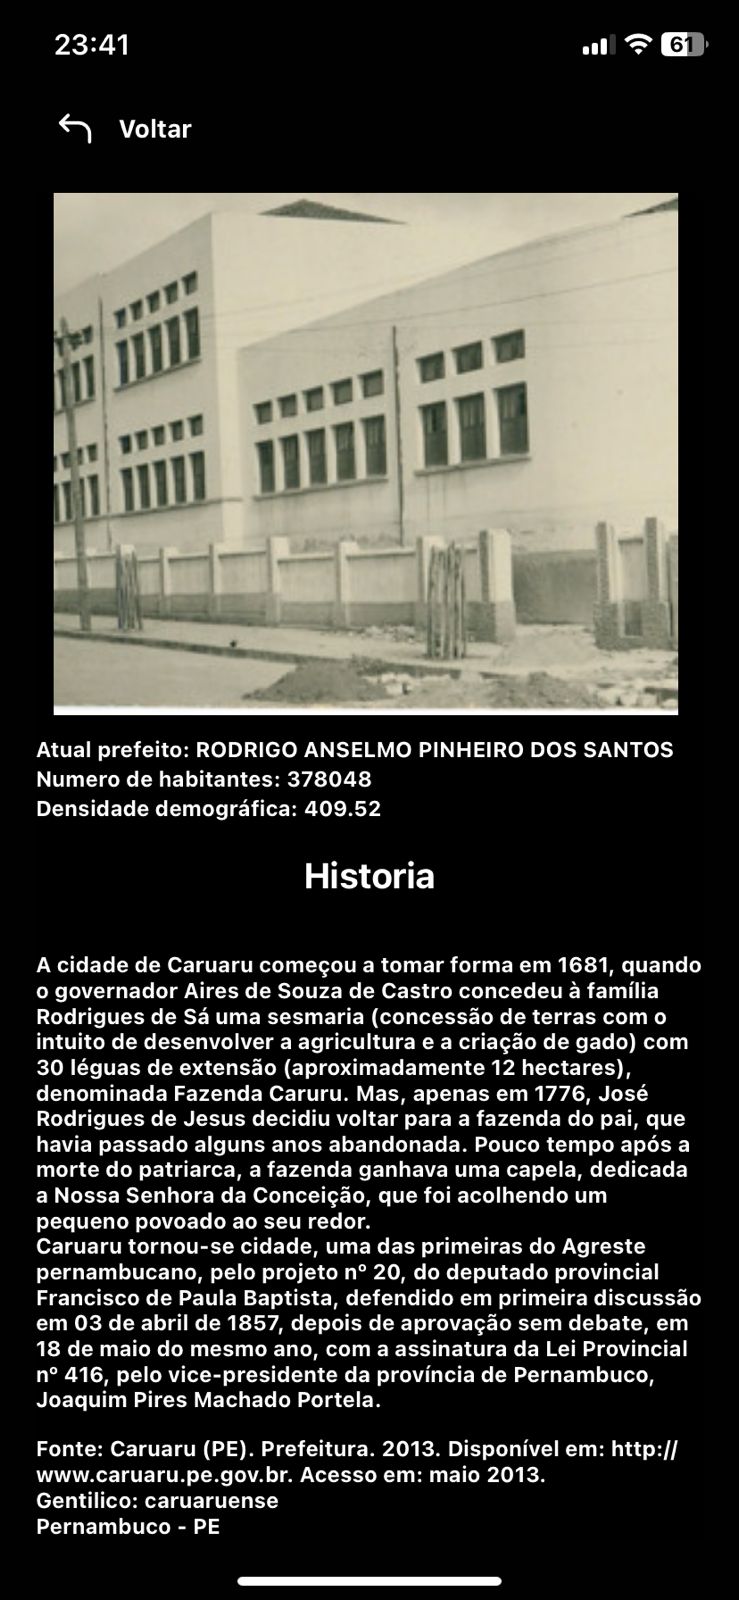 23:41
61
Voltar
Atual prefeito: RODRIGO ANSELMO PINHEIRO DOS SANTOS
Numero de habitantes: 378048
Densidade demográfica: 409.52
Historia
A cidade de Caruaru começou a tomar forma em 1681, quando
o governador Aires de Souza de Castro concedeu à família
Rodrigues de Sá uma sesmaria (concessão de terras com o
intuito de desenvolver a agricultura e a criação de gado) com
30 léguas de extensão (aproximadamente 12 hectares),
denominada Fazenda Caruru. Mas, apenas em 1776, José
Rodrigues de Jesus decidiu voltar para a fazenda do pai, que
havia passado alguns anos abandonada. Pouco tempo após a
morte do patriarca, a fazenda ganhava uma capela, dedicada
a Nossa Senhora da Conceição, que foi acolhendo um
pequeno povoado ao seu redor.
Caruaru tornou-se cidade, uma das primeiras do Agreste
pernambucano, pelo projeto nº 20, do deputado provincial
Francisco de Paula Baptista, defendido em primeira discussão
em 03 de abril de 1857, depois de aprovação sem debate, em
18 de maio do mesmo ano, com a assinatura da Lei Provincial
nº 416, pelo vice-presidente da província de Pernambuco,
Joaquim Pires Machado Portela.
Fonte: Caruaru (PE). Prefeitura. 2013. Disponível em: http://
www.caruaru.pe.gov.br. Acesso em: maio 2013.
Gentilico: caruaruense
Pernambuco - PE